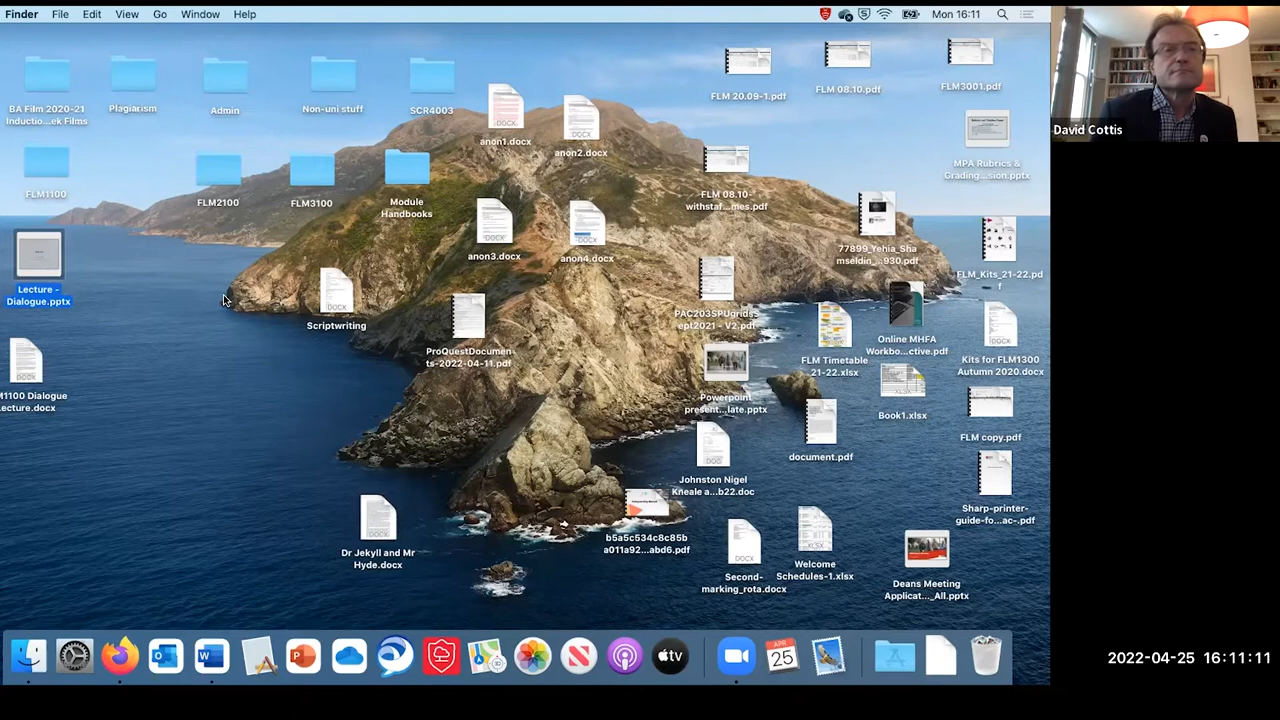 Finder File Edit View Go Window Help Mon 16:11
BA Film 2020-21
Inductio...ek Films
Plagiarism
Admin
Non-uni stuff
SCR4003
anon1.docx
anon2.docx
FLM 20.09-1.pdf
FLM 08.10.pdf
FLM3001.pdf
David Cottis
FLM1100
FLM2100
FLM3100
Module
Handbooks
FLM 08.10-
withstaf...mes.pdf
MPA Rubrics &
Grading...sion.pptx
Lecture -
Dialogue.pptx
anon3.docx
anon4.docx
77899_Yehia_Sha
mseldin_...930.pdf
FLM_Kits_21-22.pd
f
DOCX
Scriptwriting
ProQuestDocumen
ts-2022-04-11.pdf
PAC203SPUgridsS
ept2021 - V2.pdf
FLM Timetable
21-22.xlsx
Online MHFA
Workbo...ctive.pdf
Kits for FLM1300
Autumn 2020.docx
M1100 Dialogue
Lecture.docx
Powerpoint
present...late.pptx
Book1.xlsx
document.pdf
FLM copy.pdf
Johnston Nigel
Kneale a...b22.doc
Sharp-printer-
guide-fo...ac-.pdf
Dr Jekyll and Mr
Hyde.docx
b5a5c534c8c85b
a011a92...abd6.pdf
Second-
marking_rota.docx
Welcome
Schedules-1.xlsx
Deans Meeting
Applicat..._All.pptx
tv
APR
25
2022-04-25 16:11:11